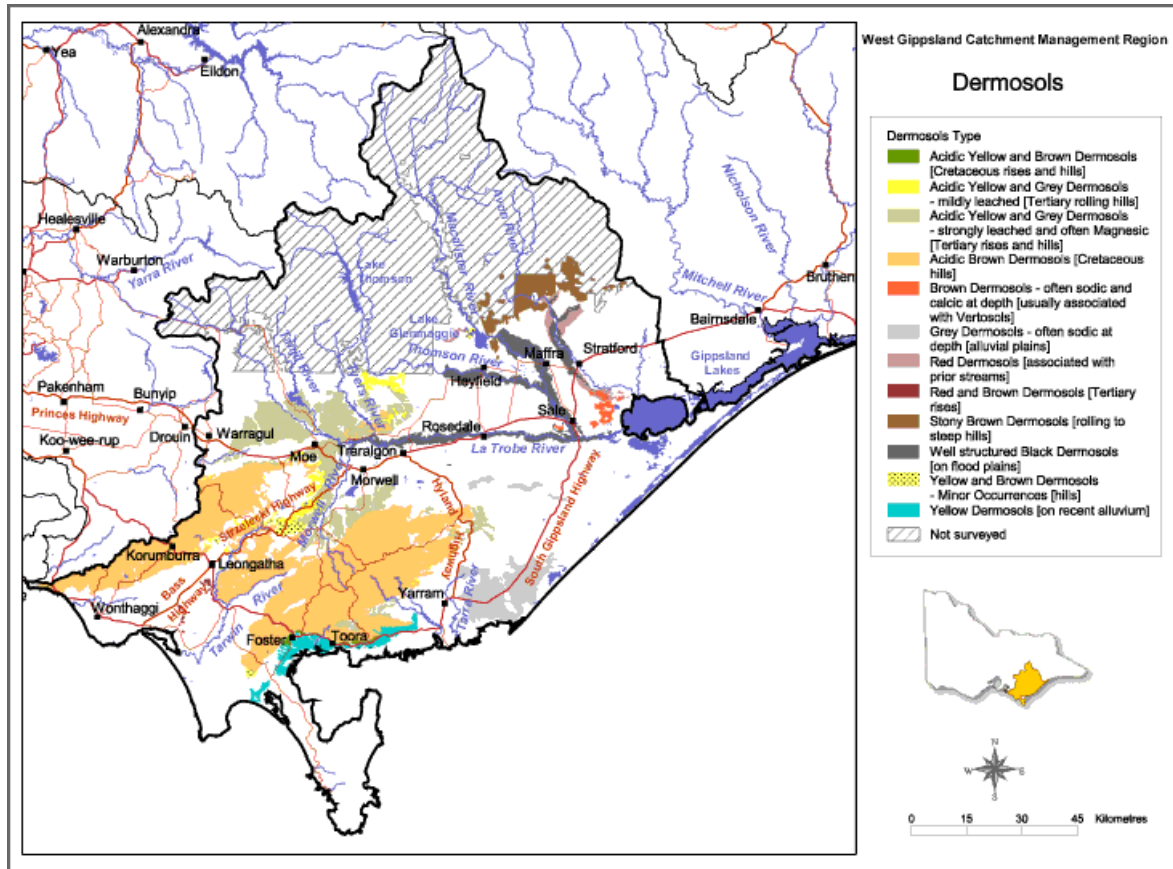 West Gippsland Catchment Management Region
Dermosols
Dermosols Type
Acidic Yellow and Brown Dermosols
[Cretaceous rises and hills]
Acidic Yellow and Grey Dermosols
- mildly leached [Tertiary rolling hills]
Acidic Yellow and Grey Dermosols
- strongly leached and often Magnesic
[Tertiary rises and hills]
Acidic Brown Dermosols [Cretaceous
hills]
Brown Dermosols - often sodic and
calcic at depth [usually associated
with Vertosols]
Grey Dermosols - often sodic at
depth [alluvial plains]
Red Dermosols [associated with
prior streams]
Red and Brown Dermosols [Tertiary
rises]
Stony Brown Dermosols [rolling to
steep hills]
Well structured Black Dermosols
[on flood plains]
Yellow and Brown Dermosols
- Minor Occurrences [hills]
Yellow Dermosols [on recent alluvium]
Not surveyed
N
W
E
S
0 15 30 45 Kilometres
Alexandra
Yea
Eildon
Healesville
Warburton
Yarra River
Lake
Thomson
Macalister River
Avon River
Nicholson River
Mitchell River
Bruthen
Bairnsdale
Lake
Glenmaggie
Thomson River
Maffra
Stratford
Gippsland
Lakes
Heyfield
Tanjil River
Tyers River
Pakenham
Bunyip
Princes Highway
Koo-wee-rup
Drouin
Warragul
Moe
Traralgon
Rosedale
Sale
La Trobe River
Morwell
Morwell River
Strzelecki Highway
Hyland
Highway
South Gippsland Highway
Korumburra
Leongatha
Bass
Highway
Wonthaggi
Tarwin
River
Yarram
Tarra River
Foster
Toora